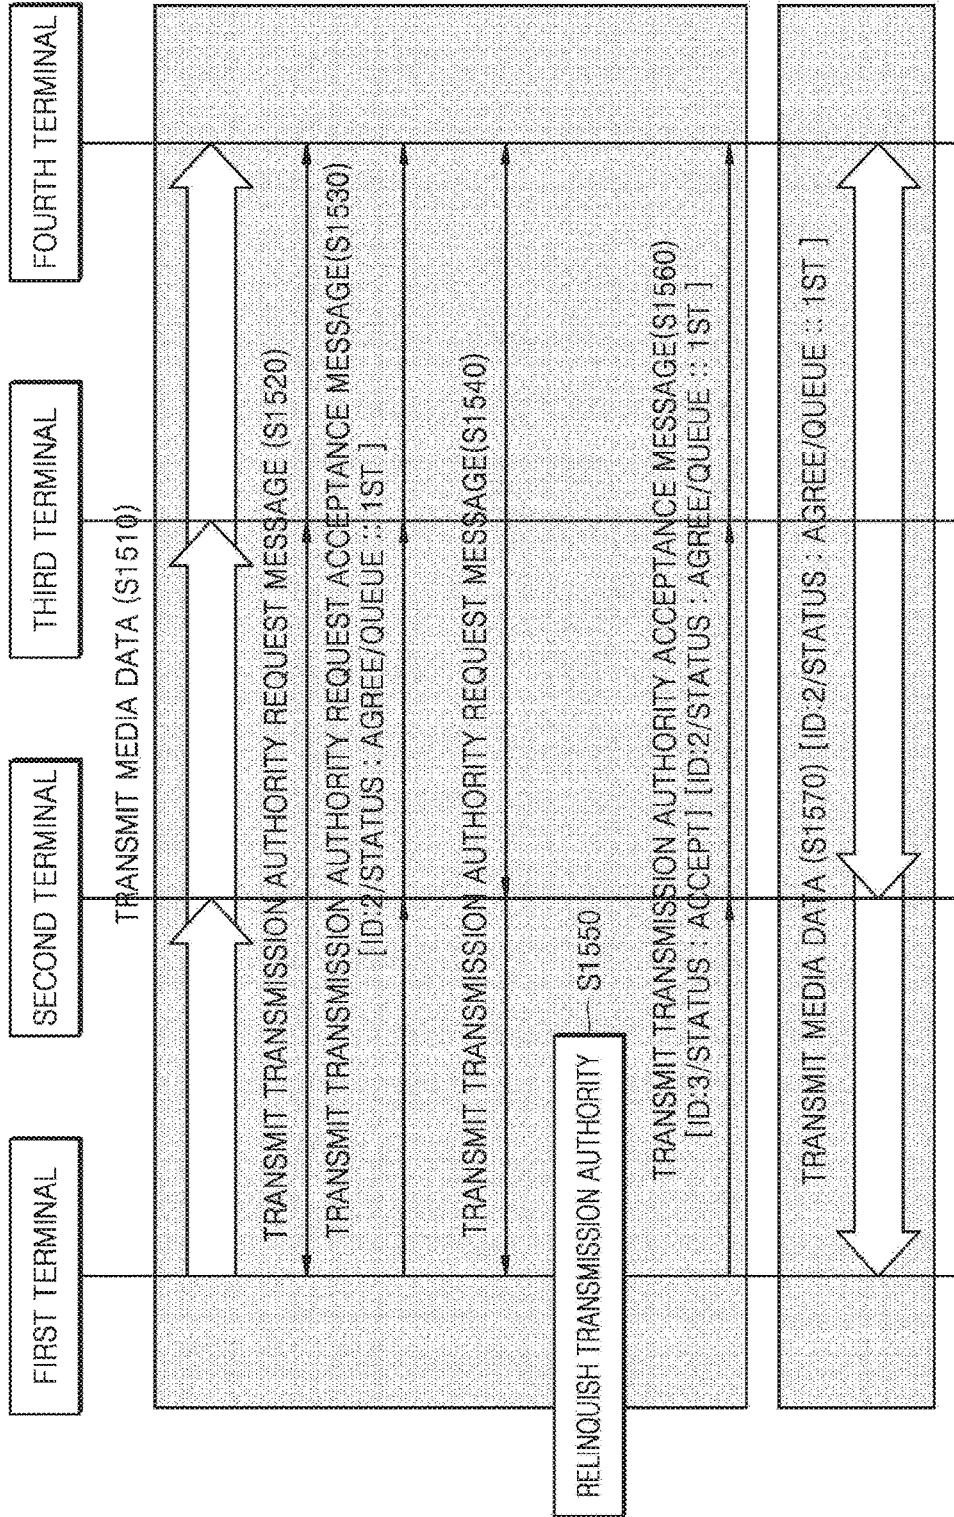 FIRST TERMINAL
SECOND TERMINAL
THIRD TERMINAL
FOURTH TERMINAL
TRANSMIT MEDIA DATA (S1510)
TRANSMIT TRANSMISSION AUTHORITY REQUEST MESSAGE (S1520)
TRANSMIT TRANSMISSION AUTHORITY REQUEST ACCEPTANCE MESSAGE(S1530)
[ID:2/STATUS : AGREE/QUEUE :: 1ST ]
TRANSMIT TRANSMISSION AUTHORITY REQUEST MESSAGE(S1540)
RELINQUISH TRANSMISSION AUTHORITY
S1550
TRANSMIT TRANSMISSION AUTHORITY ACCEPTANCE MESSAGE(S1560)
[ID:3/STATUS : ACCEPT] [ID:2/STATUS : AGREE/QUEUE :: 1ST ]
TRANSMIT MEDIA DATA (S1570) [ID:2/STATUS : AGREE/QUEUE :: 1ST ]